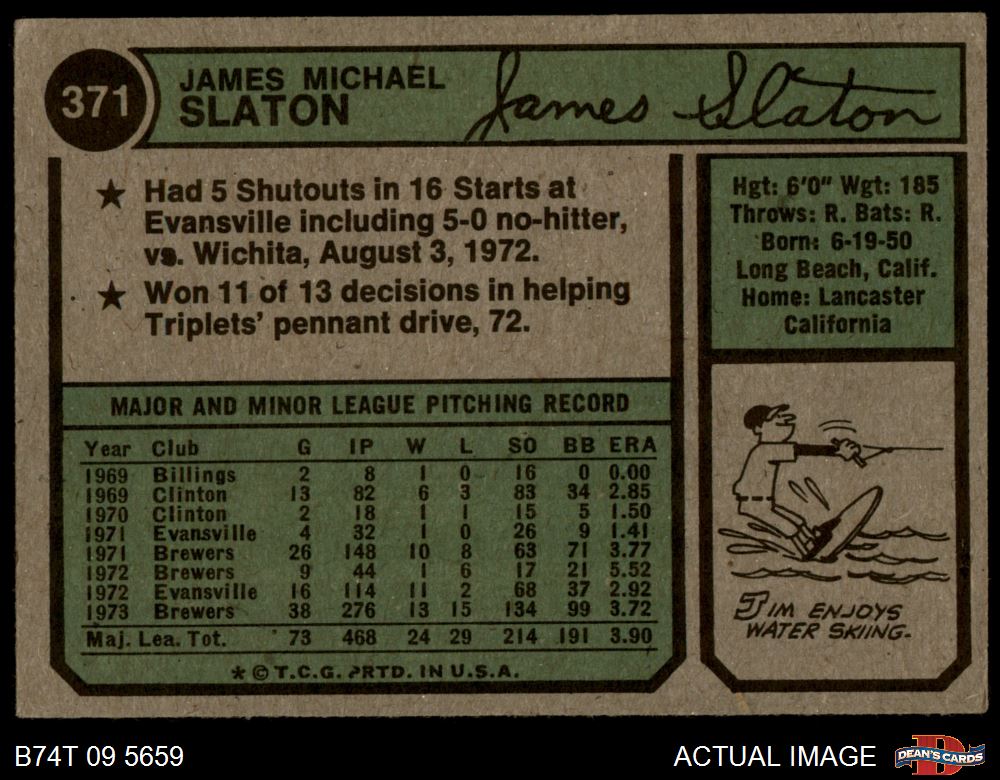 371
JAMES MICHAEL
SLATON
James Slaton
★ Had 5 Shutouts in 16 Starts at
Evansville including 5-0 no-hitter,
vs. Wichita, August 3, 1972.
★ Won 11 of 13 decisions in helping
Triplets' pennant drive, 72.
Hgt: 6'0" Wgt: 185
Throws: R. Bats: R.
Born: 6-19-50
Long Beach, Calif.
Home: Lancaster
California
MAJOR AND MINOR LEAGUE PITCHING RECORD
Year Club G IP W L SO BB ERA
1969 Billings 2 8 1 0 16 0 0.00
1969 Clinton 13 82 6 3 83 34 2.85
1970 Clinton 2 18 1 1 15 5 1.50
1971 Evansville 4 32 1 0 26 9 1.41
1971 Brewers 26 148 10 8 63 71 3.77
1972 Brewers 9 44 1 6 17 21 5.52
1972 Evansville 16 114 11 2 68 37 2.92
1973 Brewers 38 276 13 15 134 99 3.72
Maj. Lea. Tot. 73 468 24 29 214 191 3.90
* © T.C.G. PRTD. IN U.S.A.
JIM ENJOYS
WATER SKIING.
B74T 09 5659
ACTUAL IMAGE
D
DEAN'S CARDS